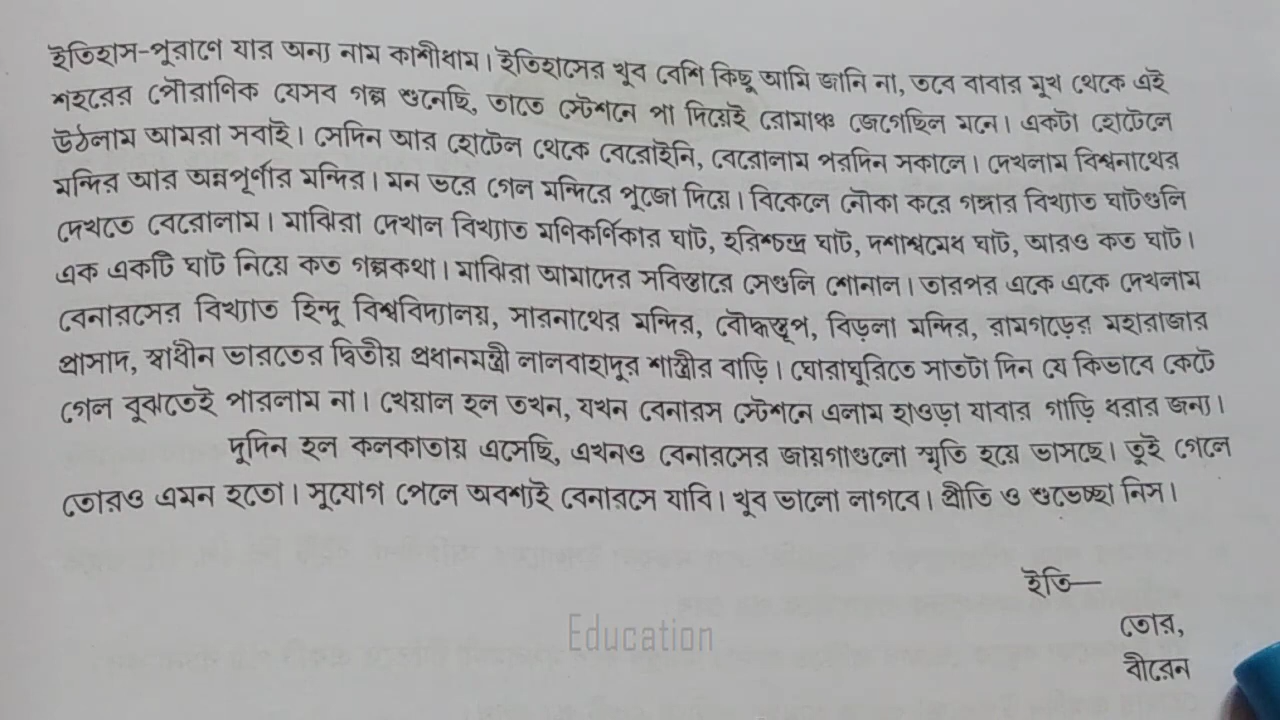 ইতিহাস-পুরাণে যার অন্য নাম কাশীধাম। ইতিহাসের খুব বেশি কিছু আমি জানি না, তবে বাবার মুখ থেকে এই
শহরের পৌরাণিক যেসব গল্প শুনেছি, তাতে স্টেশনে পা দিয়েই রোমাঞ্চ জেগেছিল মনে। একটা হোটেলে
উঠলাম আমরা সবাই। সেদিন আর হোটেল থেকে বেরোইনি, বেরোলাম পরদিন সকালে। দেখলাম বিশ্বনাথের
মন্দির আর অন্নপূর্ণার মন্দির। মন ভরে গেল মন্দিরে পুজো দিয়ে। বিকেলে নৌকা করে গঙ্গার বিখ্যাত ঘাটগুলি
দেখতে বেরোলাম। মাঝিরা দেখাল বিখ্যাত মণিকর্ণিকার ঘাট, হরিশ্চন্দ্র ঘাট, দশাশ্বমেধ ঘাট, আরও কত ঘাট।
এক একটি ঘাট নিয়ে কত গল্পকথা। মাঝিরা আমাদের সবিস্তারে সেগুলি শোনাল। তারপর একে একে দেখলাম
বেনারসের বিখ্যাত হিন্দু বিশ্ববিদ্যালয়, সারনাথের মন্দির, বৌদ্ধস্তূপ, বিড়লা মন্দির, রামগড়ের মহারাজার
প্রাসাদ, স্বাধীন ভারতের দ্বিতীয় প্রধানমন্ত্রী লালবাহাদুর শাস্ত্রীর বাড়ি। ঘোরাঘুরিতে সাতটা দিন যে কিভাবে কেটে
গেল বুঝতেই পারলাম না। খেয়াল হল তখন, যখন বেনারস স্টেশনে এলাম হাওড়া যাবার গাড়ি ধরার জন্য।
দুদিন হল কলকাতায় এসেছি, এখনও বেনারসের জায়গাগুলো স্মৃতি হয়ে ভাসছে। তুই গেলে
তোরও এমন হতো। সুযোগ পেলে অবশ্যই বেনারসে যাবি। খুব ভালো লাগবে। প্রীতি ও শুভেচ্ছা নিস।
ইতি—
Education
তোর,
বীরেন